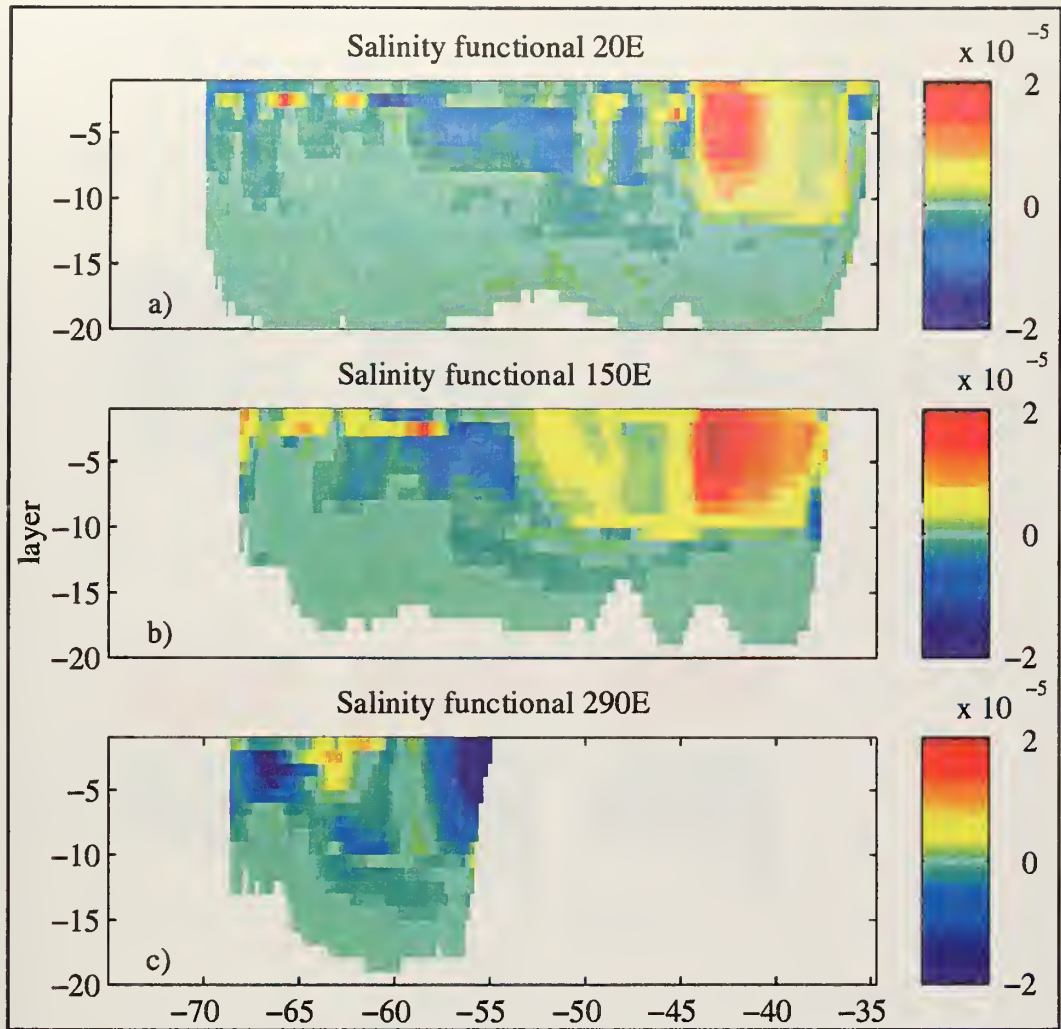 Salinity functional 20E
x 10 -5
-5
-10
-15
-20
a)
2
0
-2
Salinity functional 150E
x 10 -5
-5
-10
-15
-20
layer
b)
2
0
-2
Salinity functional 290E
x 10 -5
-5
-10
-15
-20
c)
2
0
-2
-70 -65 -60 -55 -50 -45 -40 -35